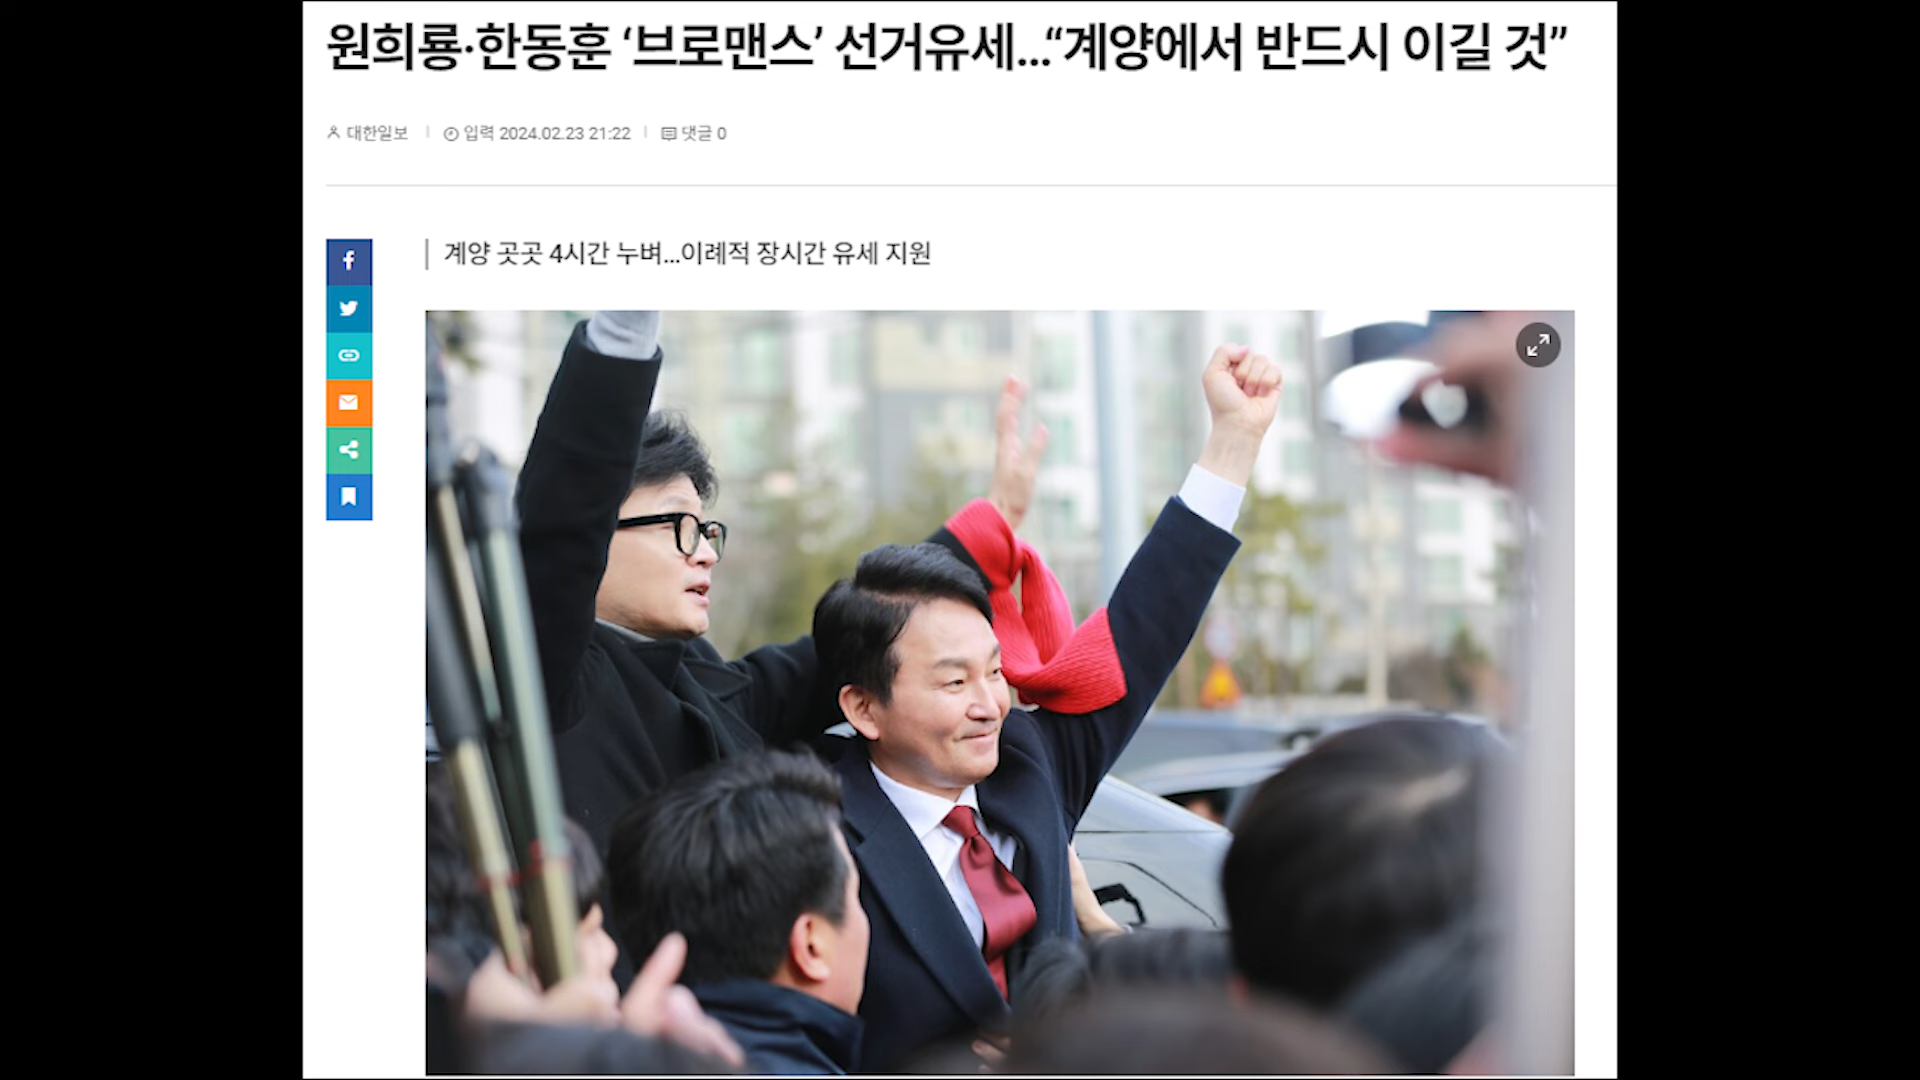 원희룡·한동훈 ‘브로맨스’ 선거유세...“계양에서 반드시 이길 것”
대한일보 | 입력 2024.02.23 21:22 | 댓글 0
계양 곳곳 4시간 누벼...이례적 장시간 유세 지원